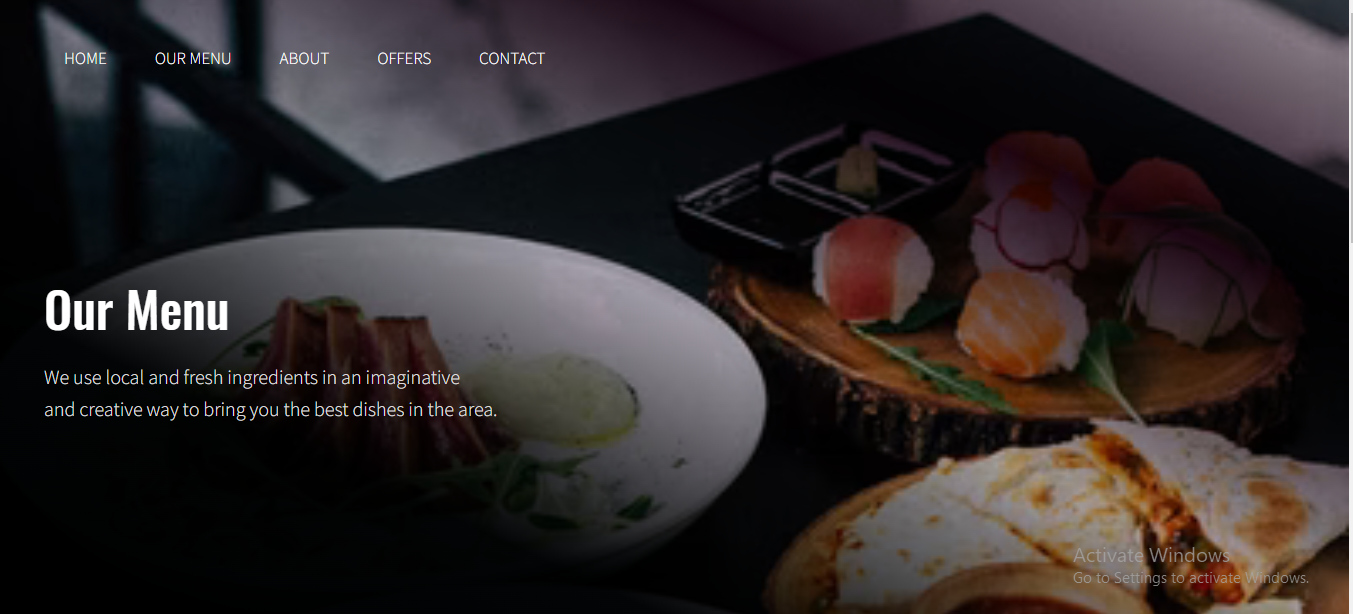 HOME OUR MENU ABOUT OFFERS CONTACT
Our Menu
We use local and fresh ingredients in an imaginative
and creative way to bring you the best dishes in the area.
Activate Windows
Go to Settings to activate Windows.